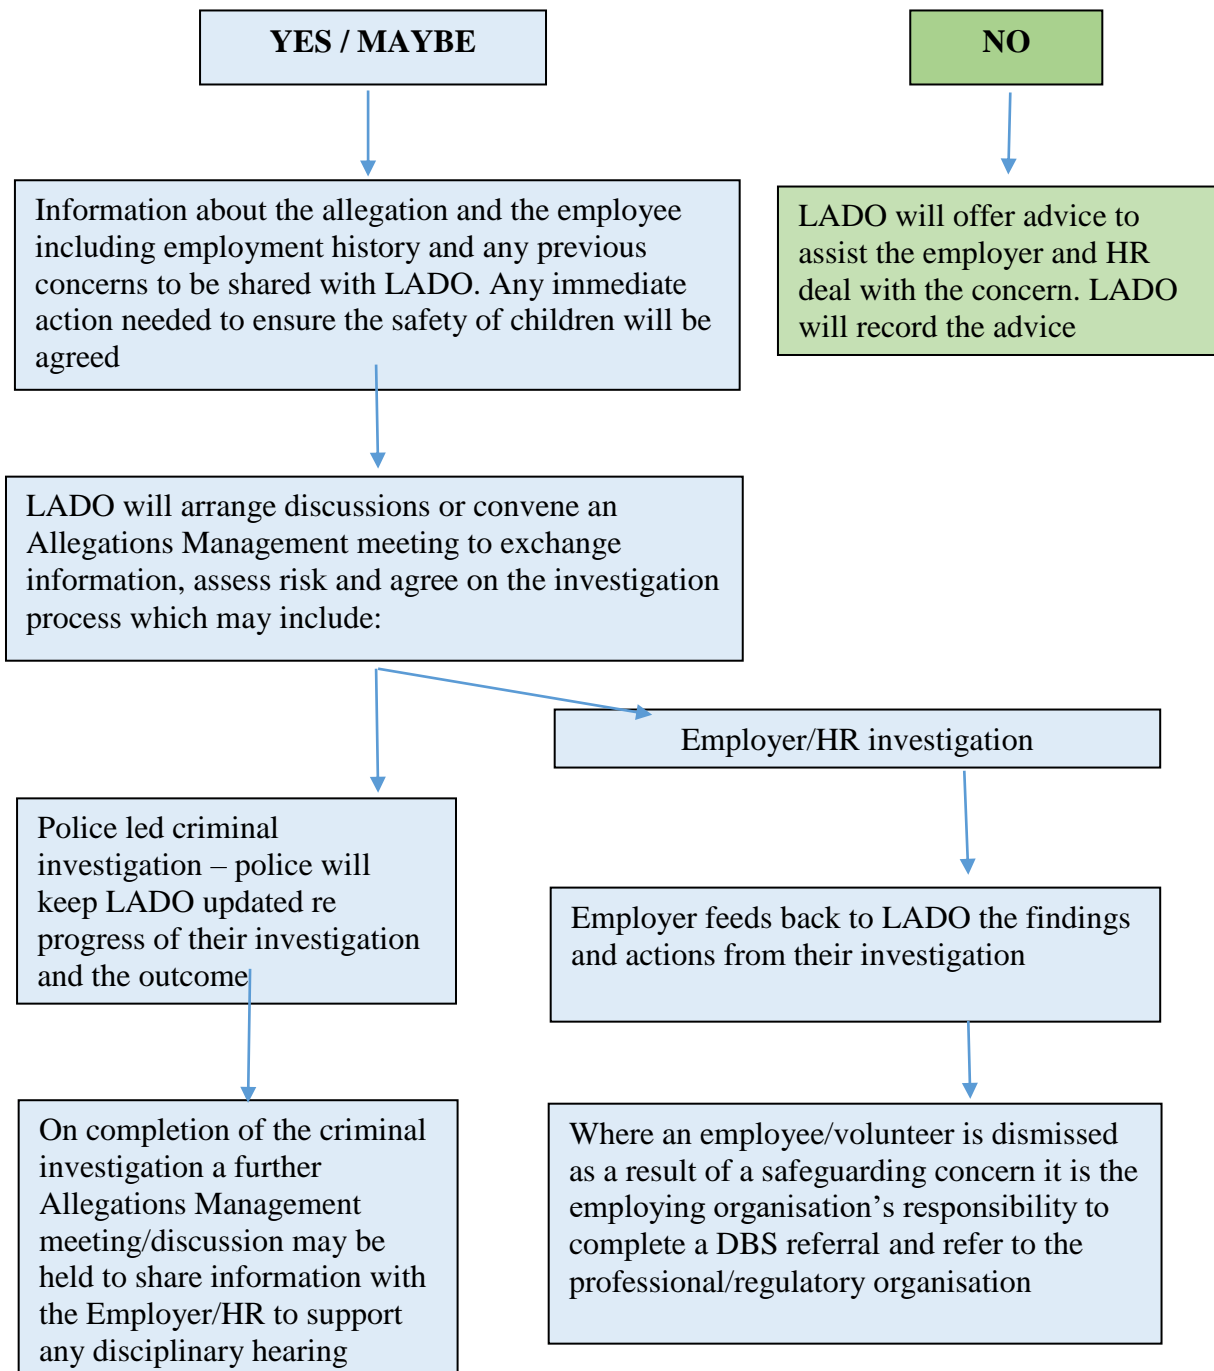 YES / MAYBE
NO
Information about the allegation and the employee
including employment history and any previous
concerns to be shared with LADO. Any immediate
action needed to ensure the safety of children will be
agreed
LADO will offer advice to
assist the employer and HR
deal with the concern. LADO
will record the advice
LADO will arrange discussions or convene an
Allegations Management meeting to exchange
information, assess risk and agree on the investigation
process which may include:
Employer/HR investigation
Police led criminal
investigation – police will
keep LADO updated re
progress of their investigation
and the outcome
Employer feeds back to LADO the findings
and actions from their investigation
On completion of the criminal
investigation a further
Allegations Management
meeting/discussion may be
held to share information with
the Employer/HR to support
any disciplinary hearing
Where an employee/volunteer is dismissed
as a result of a safeguarding concern it is the
employing organisation’s responsibility to
complete a DBS referral and refer to the
professional/regulatory organisation